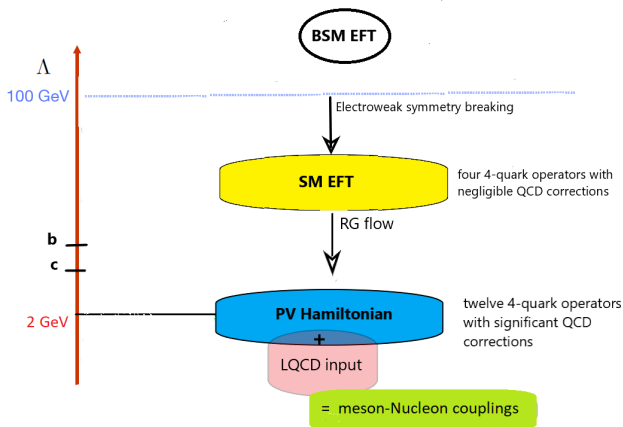 BSM EFT
Λ
100 GeV
Electroweak symmetry breaking
SM EFT
four 4-quark operators with
negligible QCD corrections
RG flow
b
c
2 GeV
PV Hamiltonian
+
LQCD input
twelve 4-quark operators
with significant QCD
corrections
= meson-Nucleon couplings